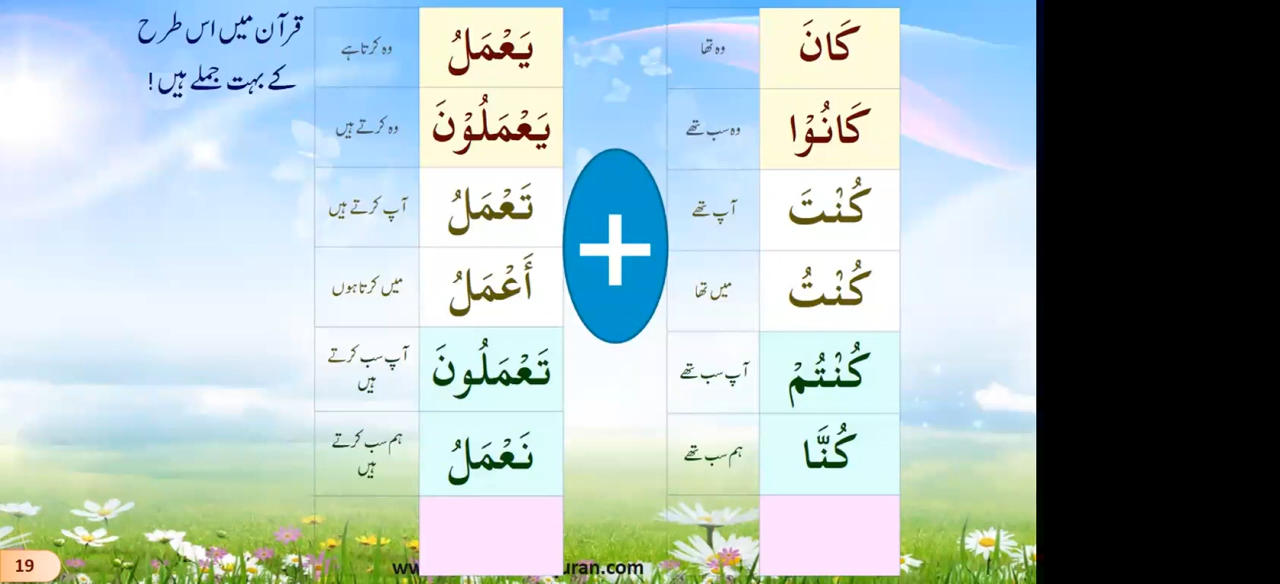 قرآن میں اس طرح
کے بہت جملے ہیں!
کَانَ
وہ تھا
یَعْمَلُ
وہ کرتا ہے
کَانُوْا
وہ سب تھے
یَعْمَلُوْنَ
وہ کرتے ہیں
کُنْتَ
آپ تھے
تَعْمَلُ
آپ کرتے ہیں
کُنْتُ
میں تھا
أَعْمَلُ
میں کرتا ہوں
کُنْتُمْ
آپ سب تھے
تَعْمَلُونَ
آپ سب کرتے
ہیں
کُنَّا
ہم سب تھے
نَعْمَلُ
ہم سب کرتے
ہیں
+
19
uran.com